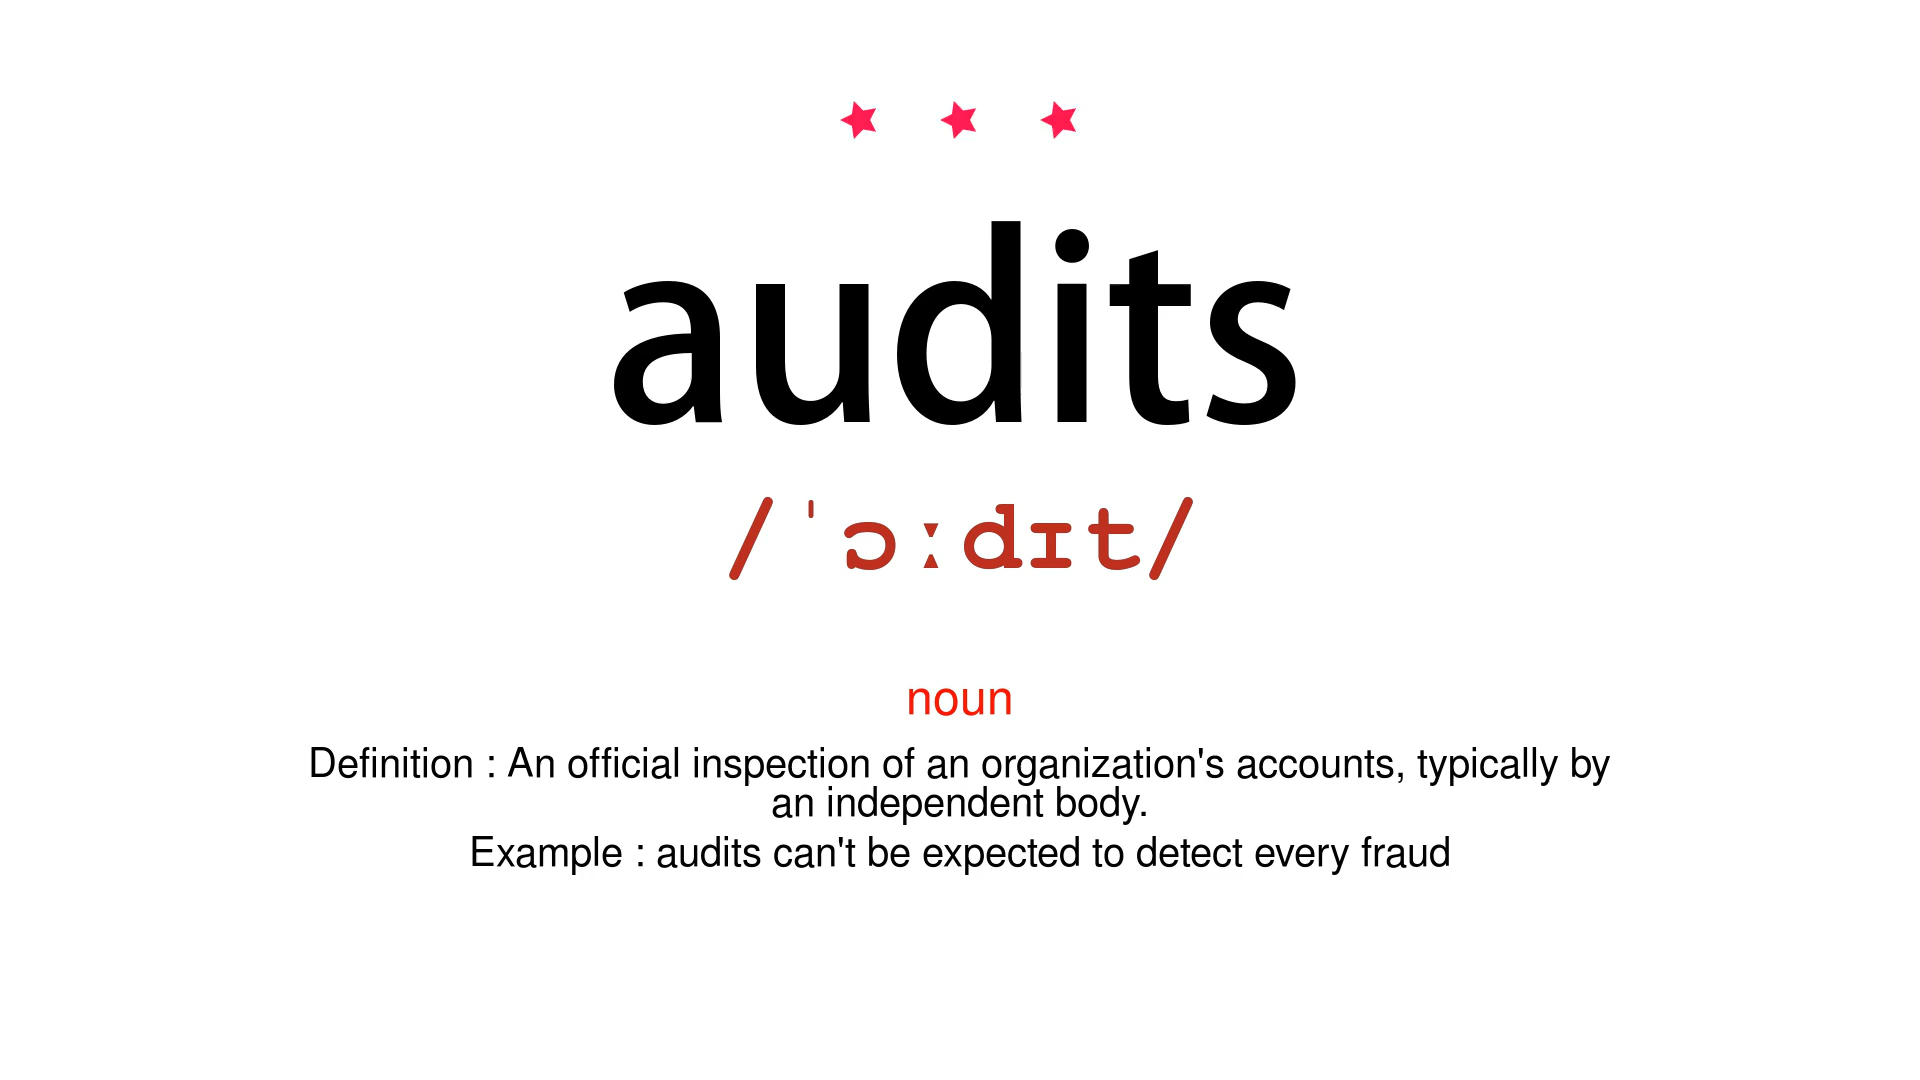 audits
/ˈɔːdɪt/
noun
Definition : An official inspection of an organization's accounts, typically by
an independent body.
Example : audits can't be expected to detect every fraud